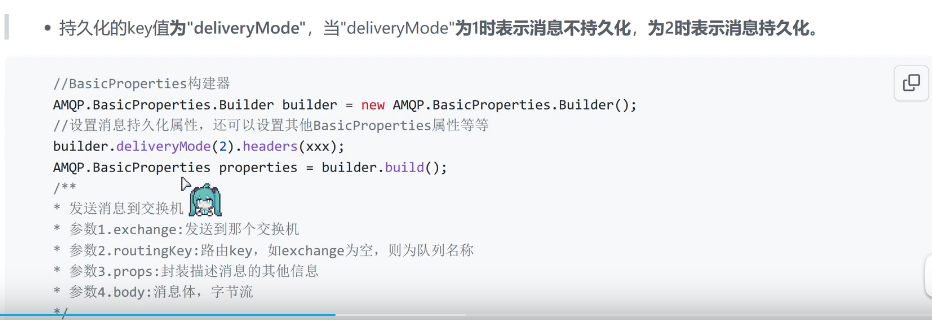 • 持久化的key值为"deliveryMode"，当"deliveryMode"为1时表示消息不持久化，为2时表示消息持久化。
//BasicProperties构建器
AMQP.BasicProperties.Builder builder = new AMQP.BasicProperties.Builder();
//设置消息持久化属性，还可以设置其他BasicProperties属性等等
builder.deliveryMode(2).headers(xxx);
AMQP.BasicProperties properties = builder.build();
/**
* 发送消息到交换机
* 参数1.exchange:发送到那个交换机
* 参数2.routingKey:路由key，如exchange为空，则为队列名称
* 参数3.props:封装描述消息的其他信息
* 参数4.body:消息体，字节流
*/